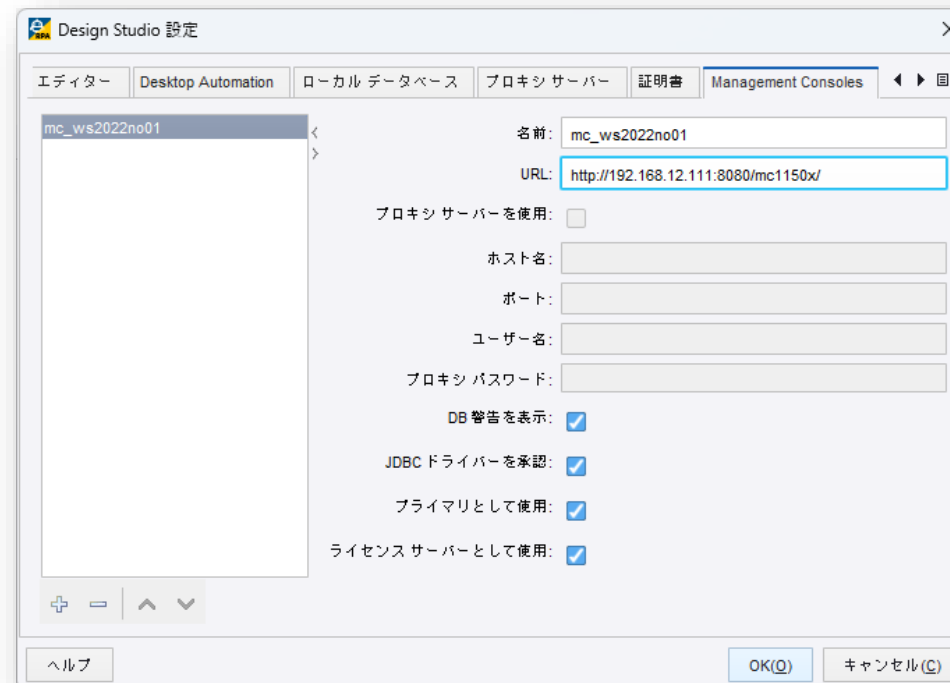 RPA
Design Studio 設定
エディター Desktop Automation ローカル データベース プロキシ サーバー 証明書 Management Consoles
mc_ws2022no01
名前: mc_ws2022no01
URL: http://192.168.12.111:8080/mc1150x/
プロキシ サーバーを使用:
ホスト名:
ポート:
ユーザー名:
プロキシ パスワード:
DB 警告を表示:
JDBC ドライバーを承認:
プライマリとして使用:
ライセンス サーバーとして使用:
ヘルプ OK(O) キャンセル(C)